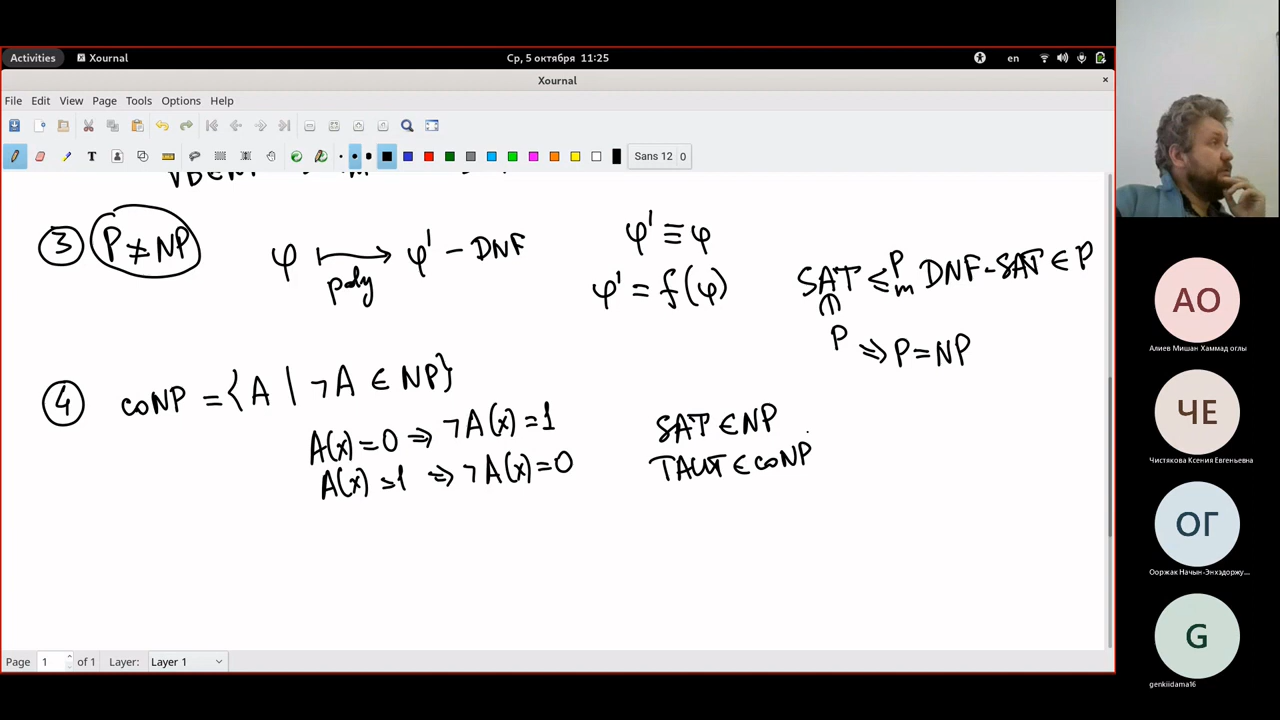 Activities Xournal Ср, 5 октября 11:25 en
Xournal ×
File Edit View Page Tools Options Help
T Sans 12 0
③ P ≠ NP φ ↦ φ' – DNF φ' ≡ φ
poly φ' = f(φ) SAT ≤ᴾₘ DNF-SAT ∈ P
P ⇒ P = NP
④ coNP = {A | ¬A ∈ NP}
A(x) = 0 ⇒ ¬A(x) = 1 SAT ∈ NP
A(x) = 1 ⇒ ¬A(x) = 0 TAUT ∈ coNP
Page 1 of 1 Layer: Layer 1
АО
Алиев Мишан Хаммад оглы
ЧЕ
Чистякова Ксения Евгеньевна
ОГ
Ооржак Начын-Энхздоржу...
G
genkiidama16